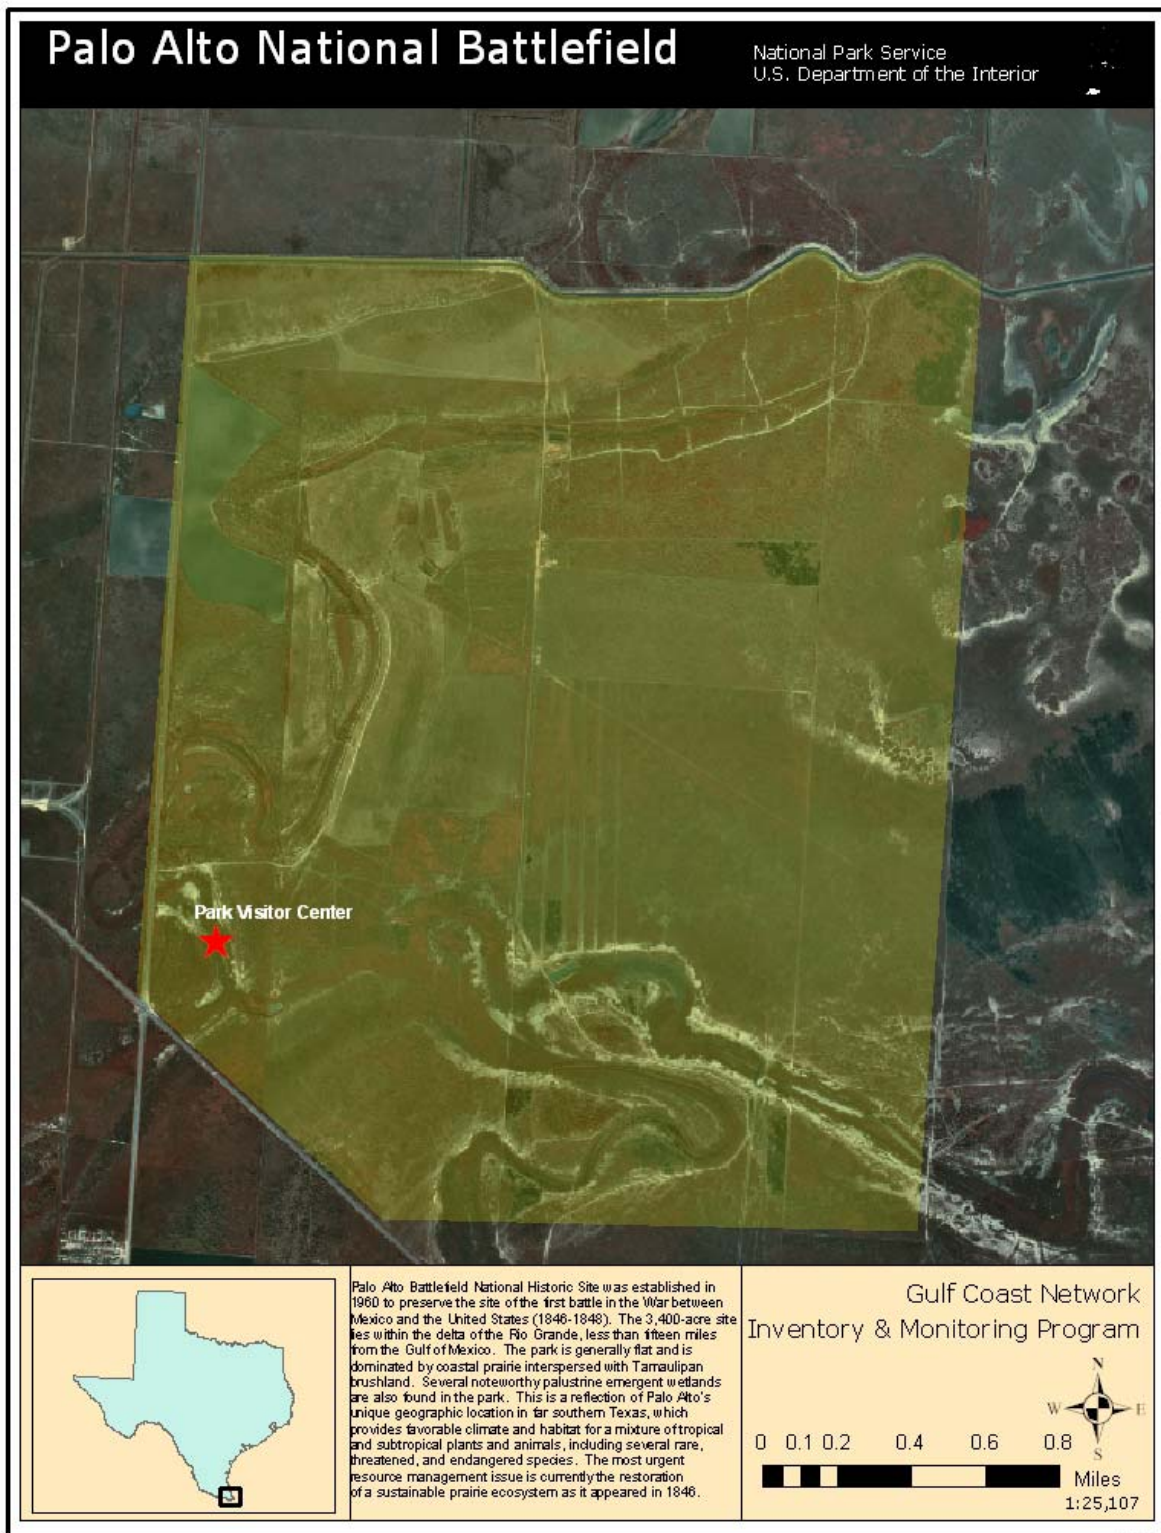 Palo Alto National Battlefield
National Park Service
U.S. Department of the Interior
Park Visitor Center
Palo Alto Battlefield National Historic Site was established in
1960 to preserve the site of the first battle in the War between
Mexico and the United States (1846-1848). The 3,400-acre site
lies within the delta of the Rio Grande, less than fifteen miles
from the Gulf of Mexico. The park is generally flat and is
dominated by coastal prairie interspersed with Tamaulipan
brushland. Several noteworthy palustrine emergent wetlands
are also found in the park. This is a reflection of Palo Alto's
unique geographic location in far southern Texas, which
provides favorable climate and habitat for a mixture of tropical
and subtropical plants and animals, including several rare,
threatened, and endangered species. The most urgent
resource management issue is currently the restoration
of a sustainable prairie ecosystem as it appeared in 1846.
Gulf Coast Network
Inventory & Monitoring Program
N
W E
S
0 0.1 0.2 0.4 0.6 0.8
Miles
1:25,107